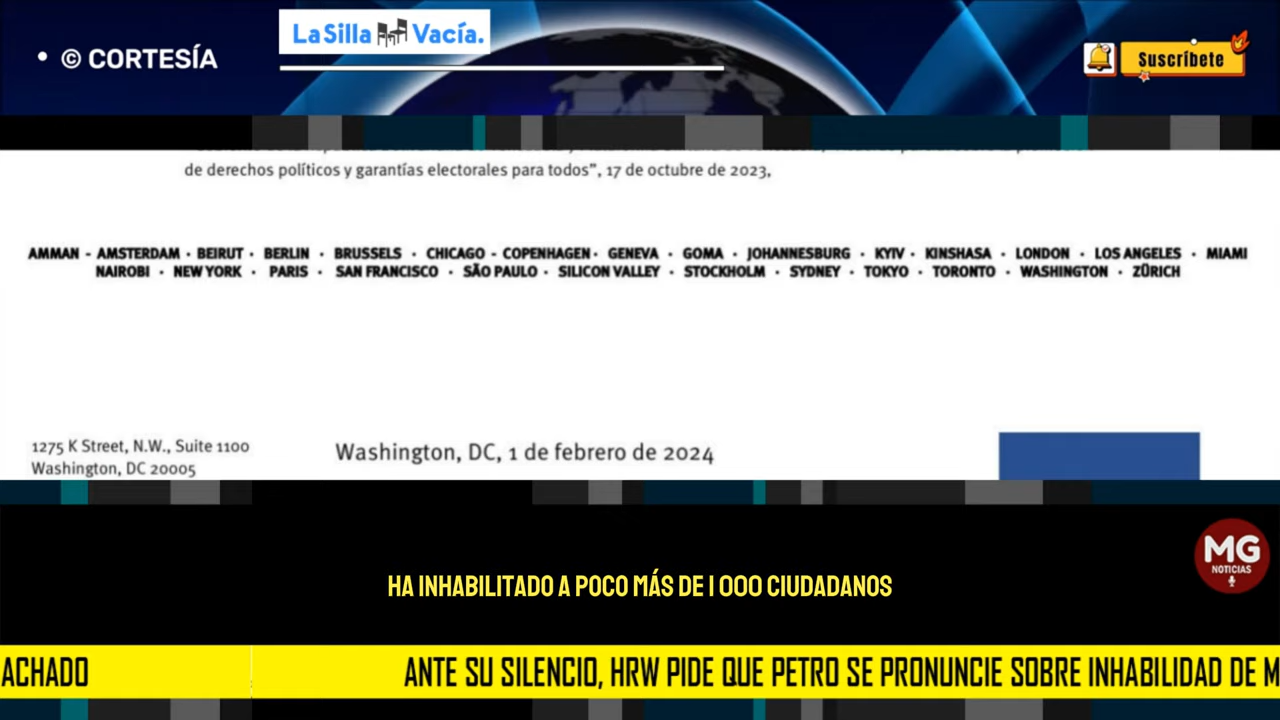 • © CORTESÍA
La Silla Vacía.
Suscríbete
de derechos políticos y garantías electorales para todos”, 17 de octubre de 2023,
AMMAN - AMSTERDAM · BEIRUT · BERLIN · BRUSSELS · CHICAGO - COPENHAGEN · GENEVA · GOMA · JOHANNESBURG · KYIV · KINSHASA · LONDON · LOS ANGELES · MIAMI
NAIROBI · NEW YORK · PARIS · SAN FRANCISCO · SÃO PAULO · SILICON VALLEY · STOCKHOLM · SYDNEY · TOKYO · TORONTO · WASHINGTON · ZÜRICH
1275 K Street, N.W., Suite 1100
Washington, DC 20005
Washington, DC, 1 de febrero de 2024
MG
NOTICIAS
HA INHABILITADO A POCO MÁS DE 1 000 CIUDADANOS
ACHADO ANTE SU SILENCIO, HRW PIDE QUE PETRO SE PRONUNCIE SOBRE INHABILIDAD DE M